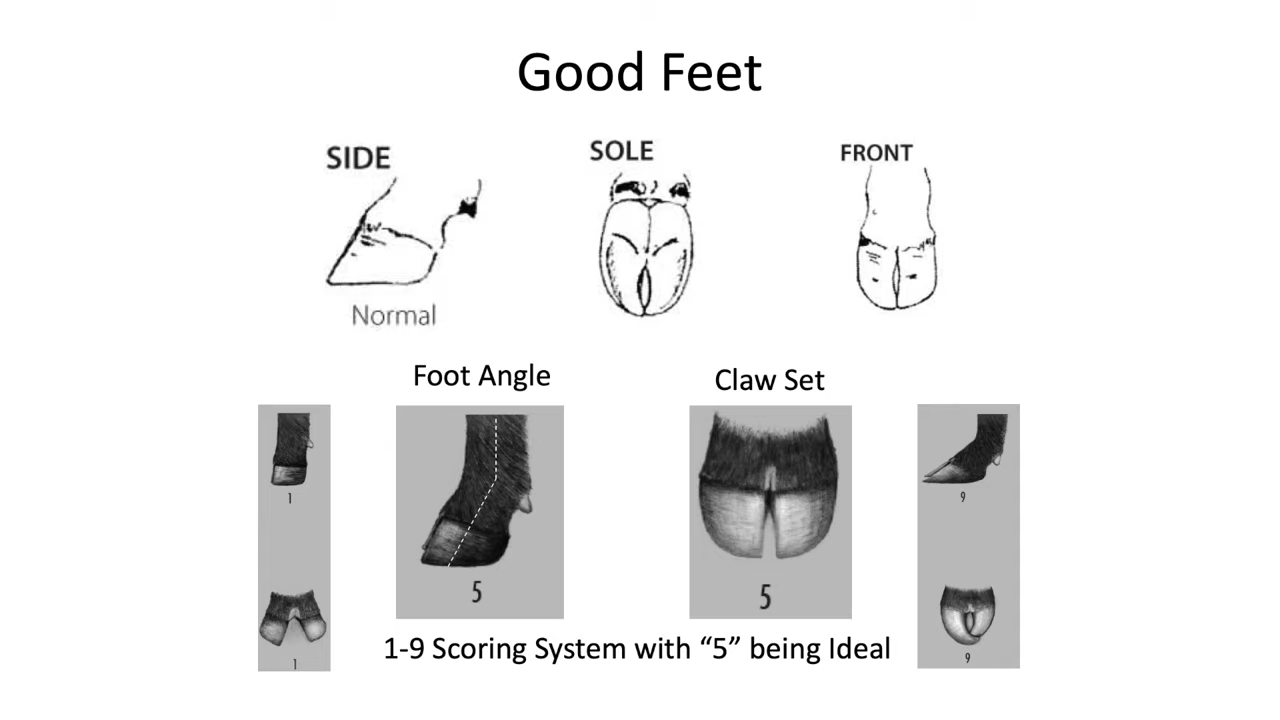 Good Feet
SIDE
SOLE
FRONT
Normal
Foot Angle
Claw Set
1
5
5
9
1
9
1-9 Scoring System with “5” being Ideal